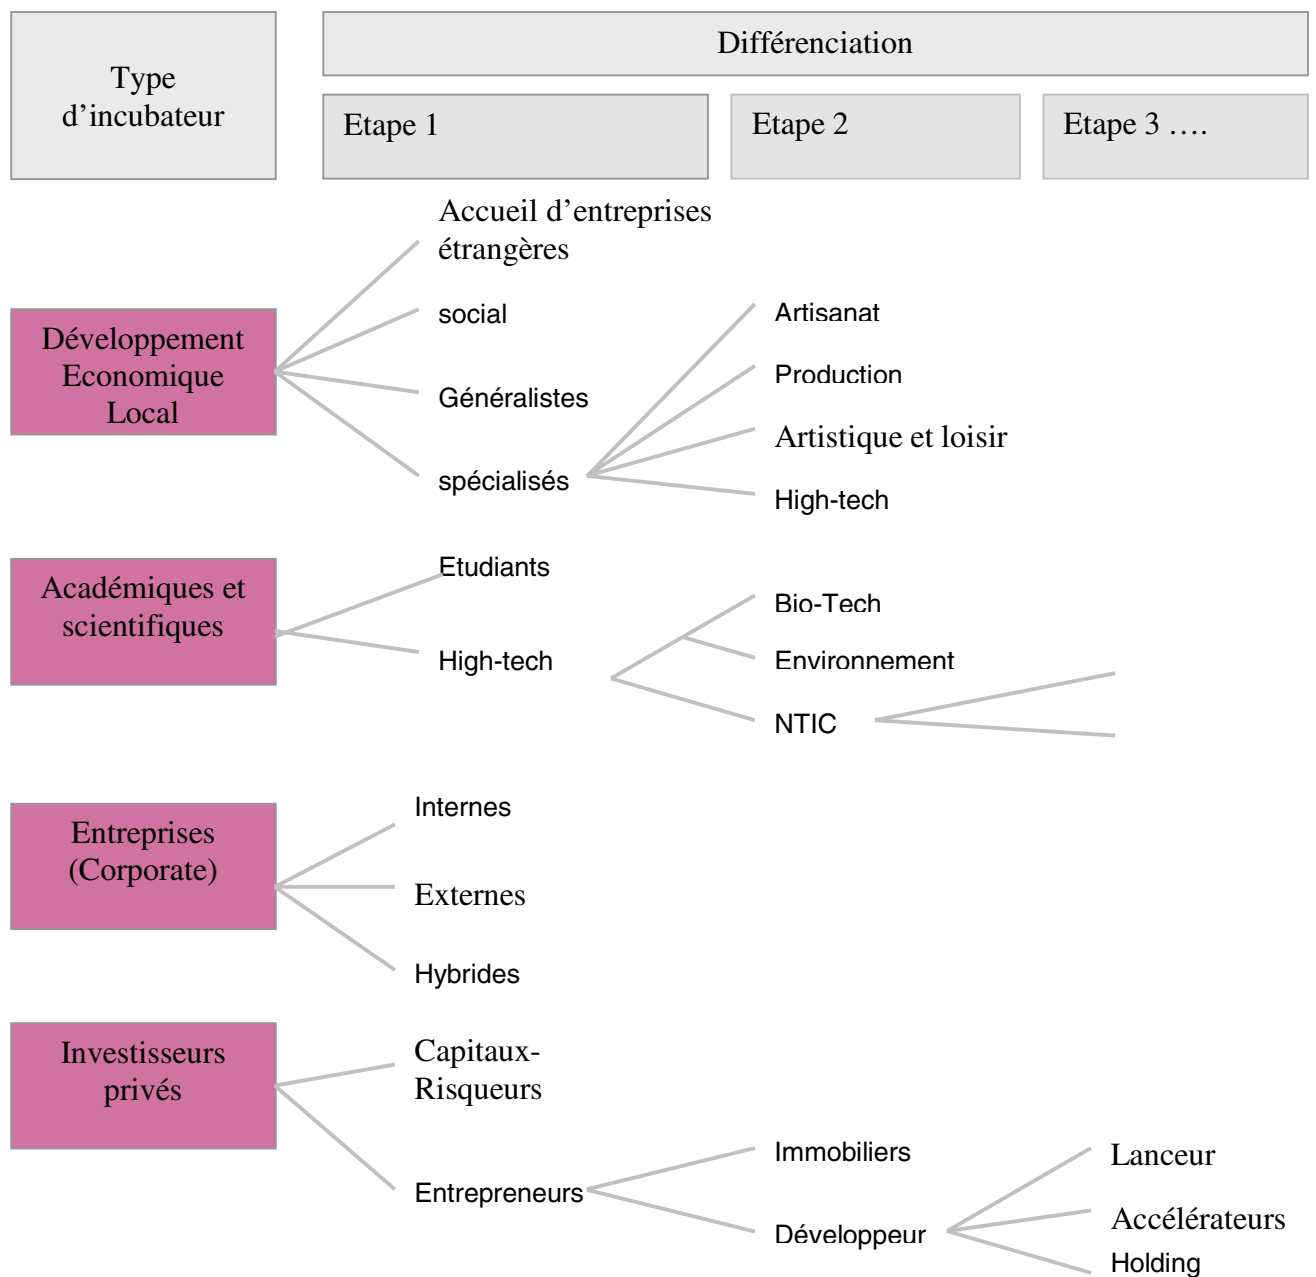 Type
d’incubateur
Différenciation
Etape 1
Etape 2
Etape 3 ….
Accueil d’entreprises
étrangères
social
Généralistes
spécialisés
Développement
Economique
Local
Artisanat
Production
Artistique et loisir
High-tech
Académiques et
scientifiques
Etudiants
High-tech
Bio-Tech
Environnement
NTIC
Entreprises
(Corporate)
Internes
Externes
Hybrides
Investisseurs
privés
Capitaux-
Risqueurs
Entrepreneurs
Immobiliers
Développeur
Lanceur
Accélérateurs
Holding